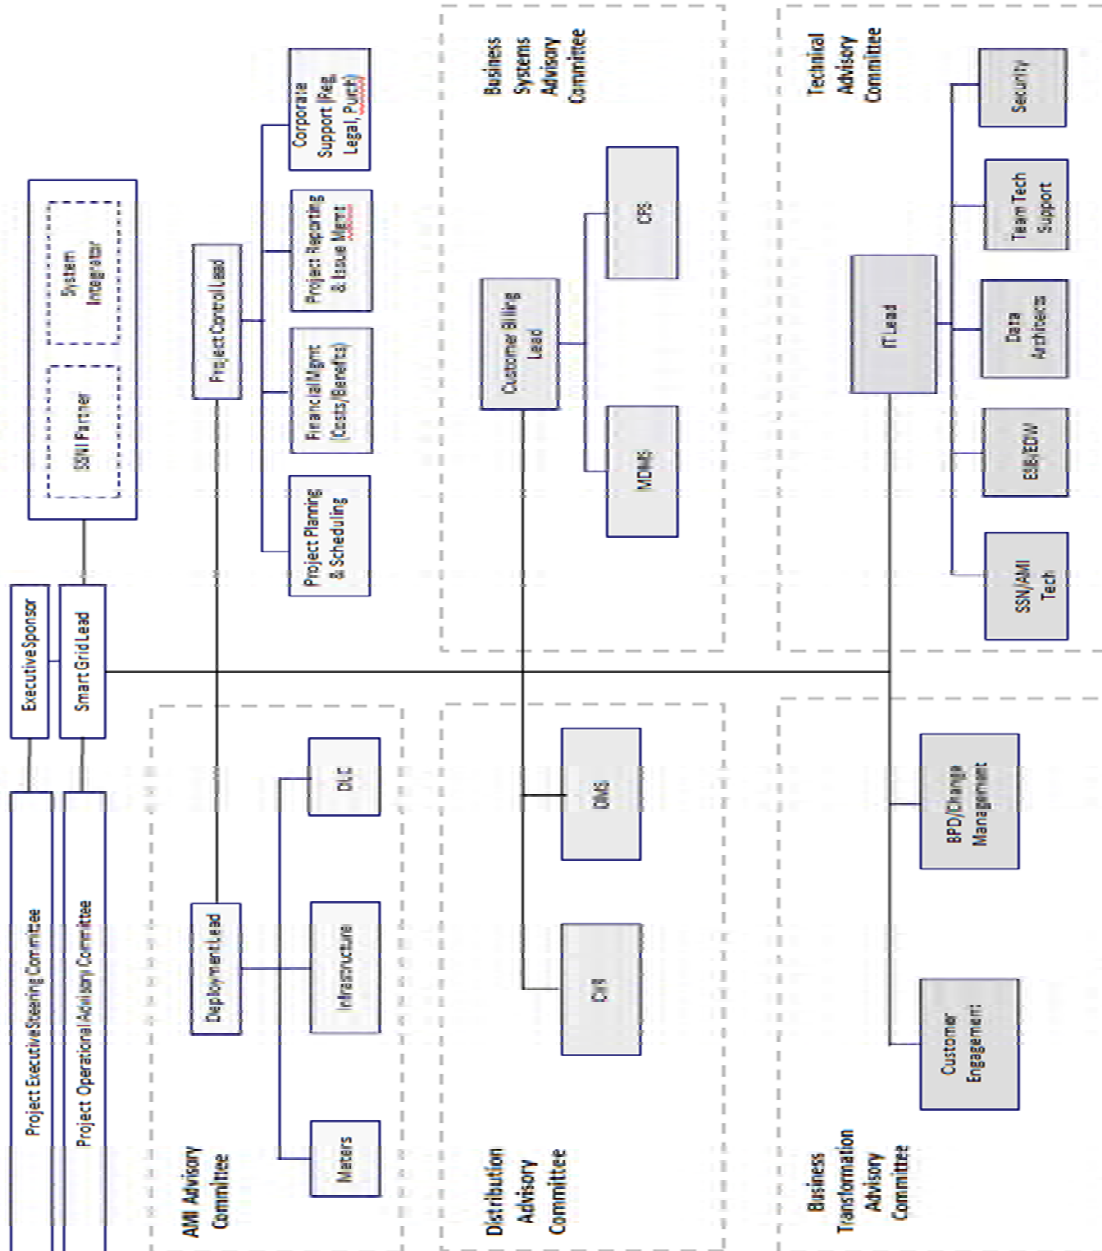 Project Executive Steering Committee
Executive Sponsor
Project Operational Advisory Committee
Smart Grid Lead
SSNI Partner
System
Integrator
AMI Advisory
Committee
Deployment Lead
Meters
Infrastructure
DLC
Project Control Lead
Project Planning
& Scheduling
Financial Mgmt
(Costs/Benefits)
Project Reporting
& Issue Mgmt
Corporate
Support (Reg,
Legal, Purch)
Distribution
Advisory
Committee
Business
Systems
Advisory
Committee
Customer Billing
Lead
MDMS
Business
Transformation
Advisory
Committee
Customer
Engagement
BPD/Change
Management
Technical
Advisory
Committee
IT Lead
SSN/AMI
Tech
ESB/EDW
Data
Architects
Team Tech
Support
Security